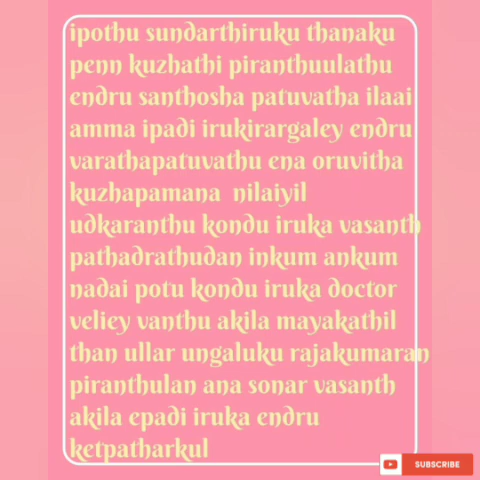 ipothu sundarthiruku thanaku
penn kuzhathi piranthuulathu
endru santhosha patuvatha ilaai
amma ipadi irukirargaley endru
varathapatuvathu ena oruvitha
kuzhapamana nilaiyil
udkaranthu kondu iruka vasanth
pathadrathudan inkum ankum
nadai potu kondu iruka doctor
veliey vanthu akila mayakathil
than ullar ungaluku rajakumaran
piranthulan ana sonar vasanth
akila epadi iruka endru
ketpatharkul
SUBSCRIBE